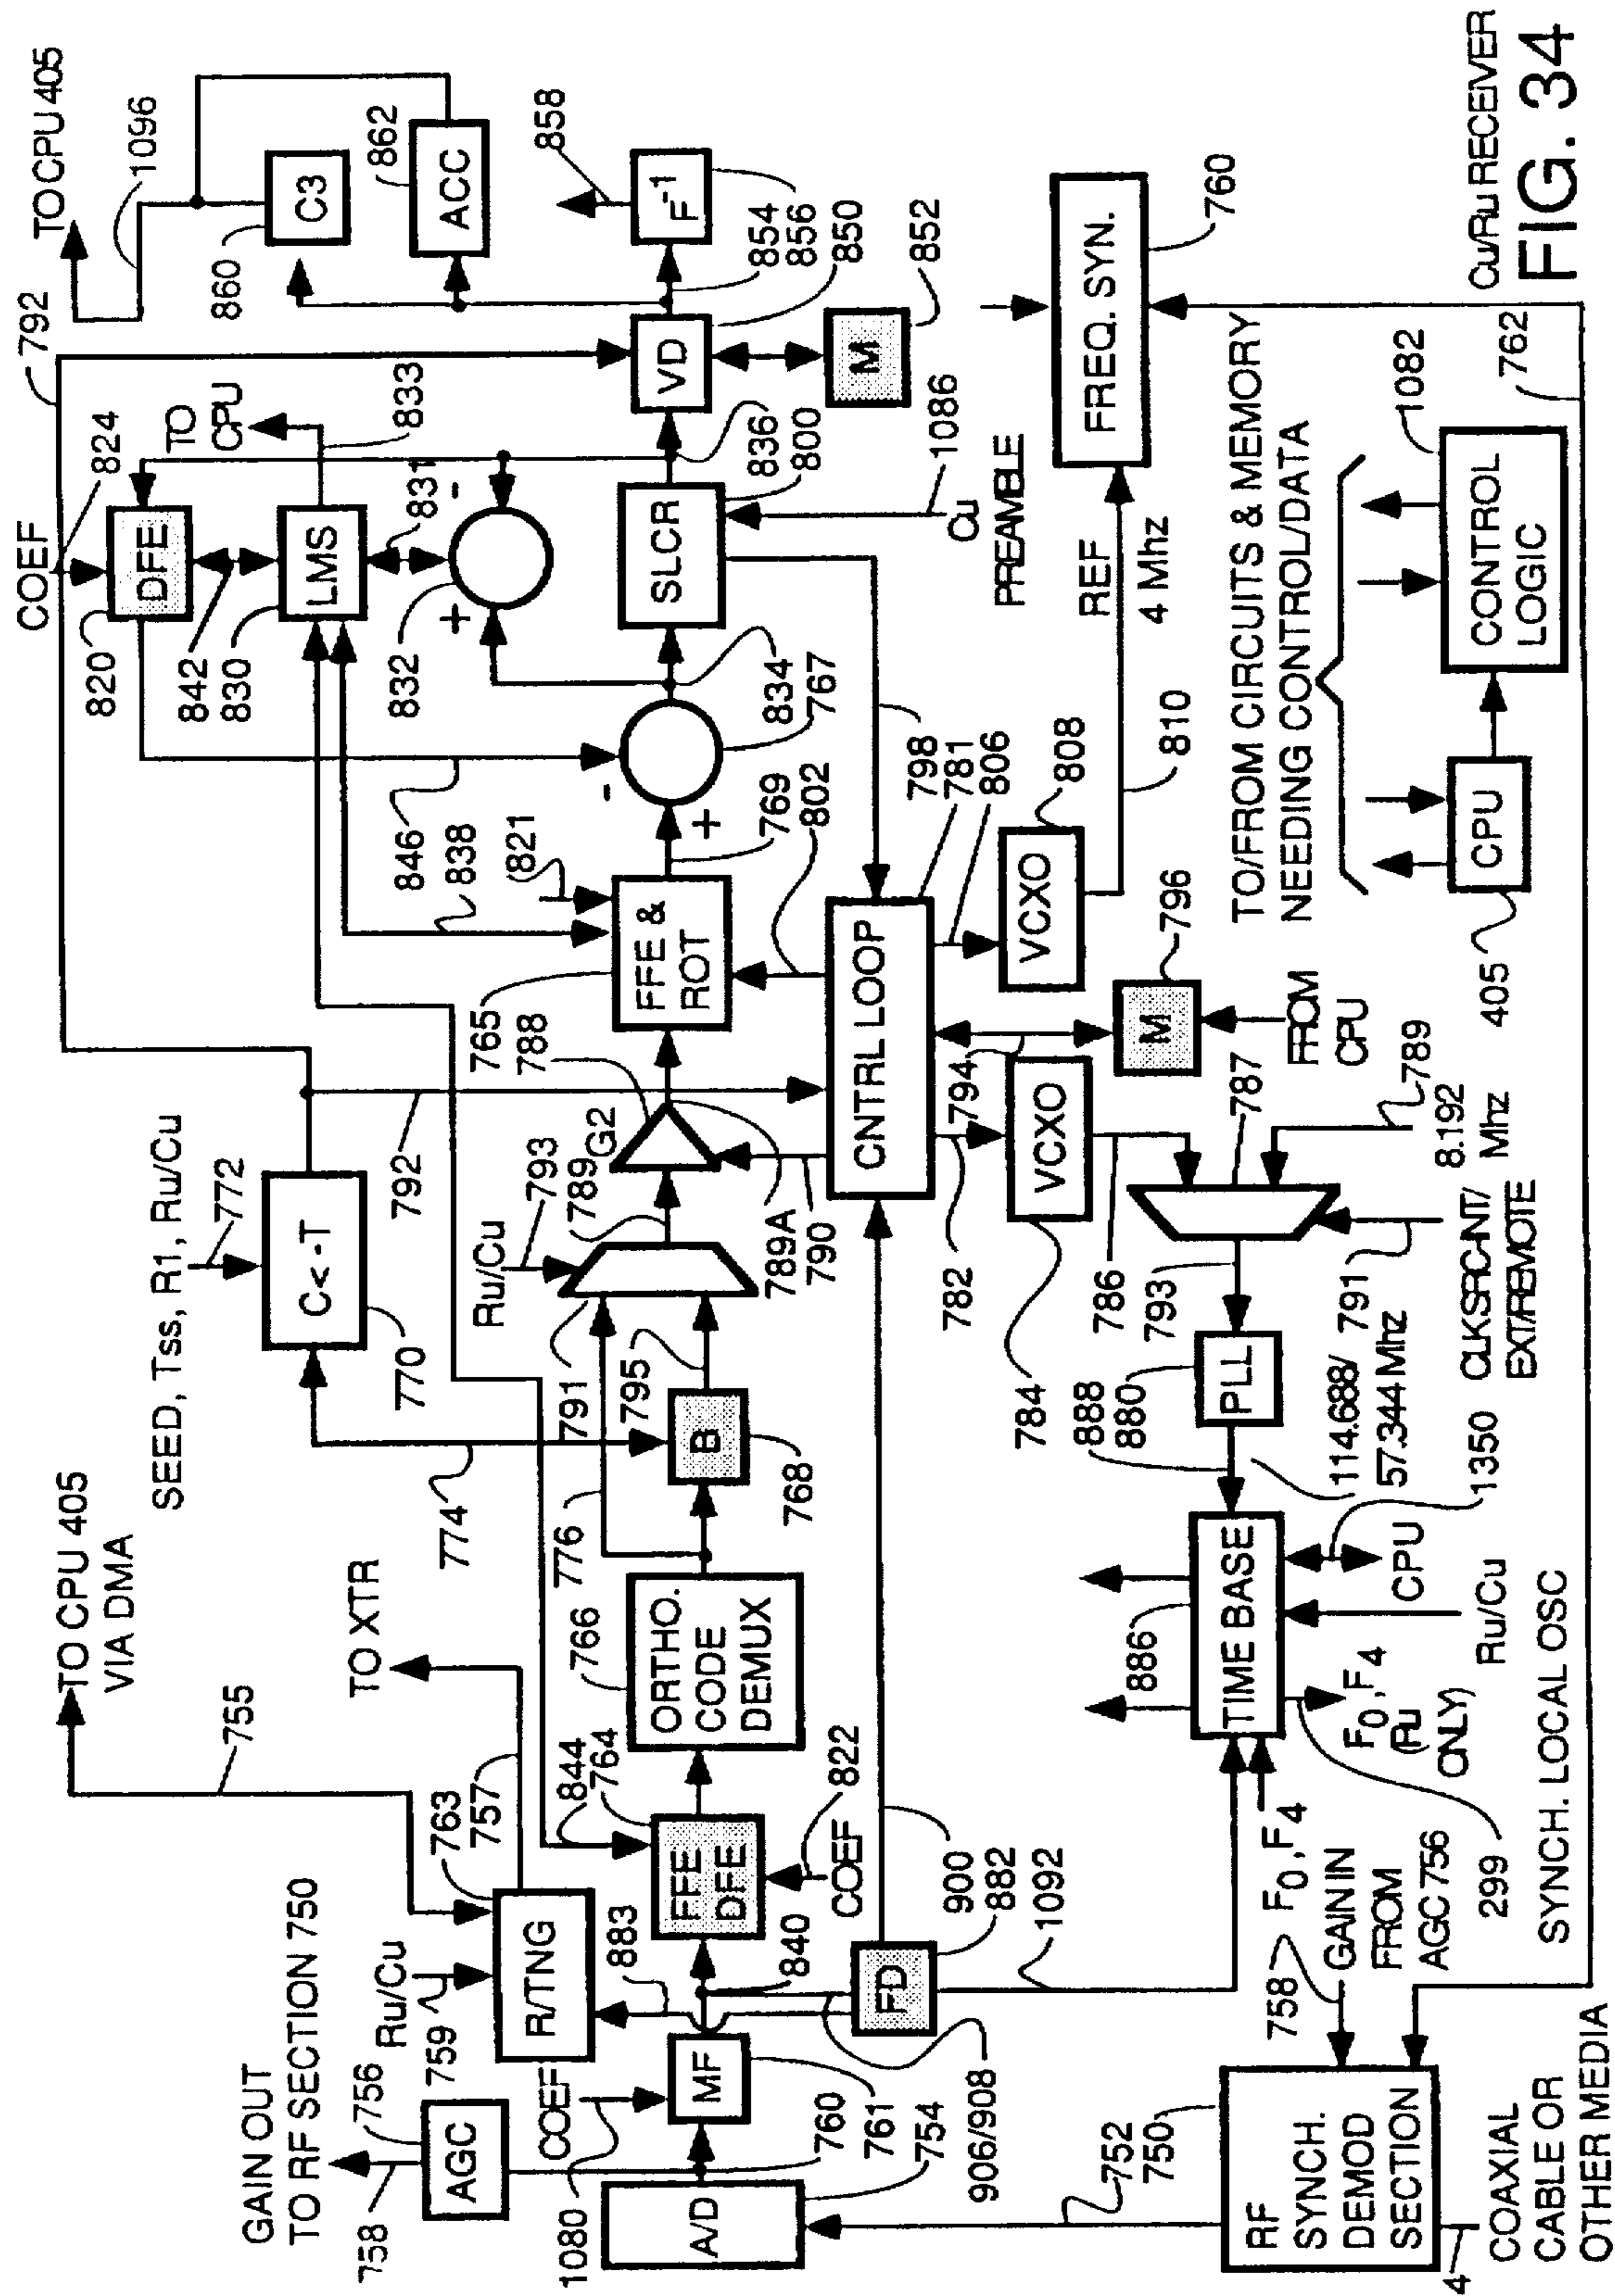 GAIN OUT
TO RF SECTION 750
758
756
AGC
Ru/Cu
759
COEF
1080
A/D
760
761
754
MF
TO CPU 405
VIA DMA
755
763
757
R/TNG
TO XTR
883
844
764
FFE
DFE
840
822
COEF
906/908
FD
900
882
1092
766
ORTHO.
CODE
DEMUX
776
774
B
768
SEED, Tss, R1, Ru/Cu
772
C<-T
770
791
795
Ru/Cu
793
789
G2
788
789A
790
792
765
FFE &
ROT
821
838
846
769
802
+
-
767
834
COEF
824
792
820
DFE
842
830
LMS
831
833
TO
CPU
832
+
-
SLCR
836
800
1086
Cu
PREAMBLE
VD
850
M
852
854
856
F-1
858
860
C3
862
ACC
1096
TO CPU 405
CNTRL LOOP
798
781
806
782
794
VCXO
784
VCXO
808
810
M
796
FROM
CPU
REF
4 Mhz
FREQ. SYN.
760
786
787
789
8.192
Mhz
793
791
CLKSRC-INT/
EXT/REMOTE
PLL
888
880
114.688/
57.344 Mhz
1350
CPU
TIME BASE
886
Ru/Cu
F0,F4
(Ru
ONLY)
299
F0,F4
758
GAIN IN
FROM
AGC 756
SYNCH. LOCAL OSC
762
RF
SYNCH.
DEMOD
SECTION
752
750
4
COAXIAL
CABLE OR
OTHER MEDIA
TO/FROM CIRCUITS & MEMORY
NEEDING CONTROL/DATA
CPU
405
CONTROL
LOGIC
1082
Cu/Ru RECEIVER
FIG. 34